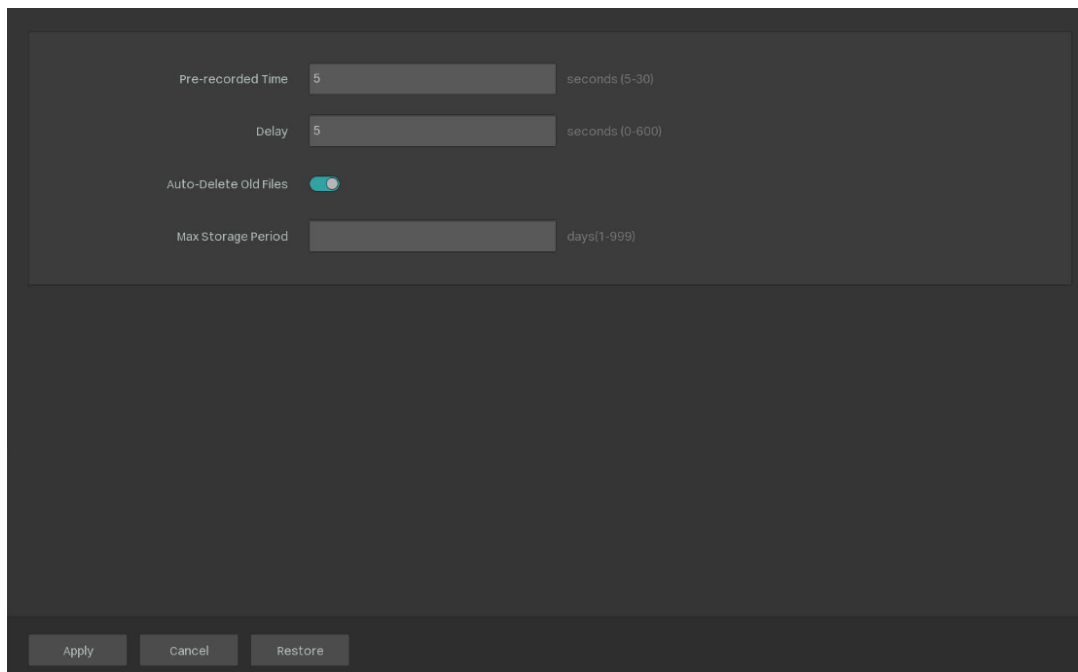 Pre-recorded Time 5 seconds (5-30)
Delay 5 seconds (0-600)
Auto-Delete Old Files
Max Storage Period days(1-999)
Apply Cancel Restore